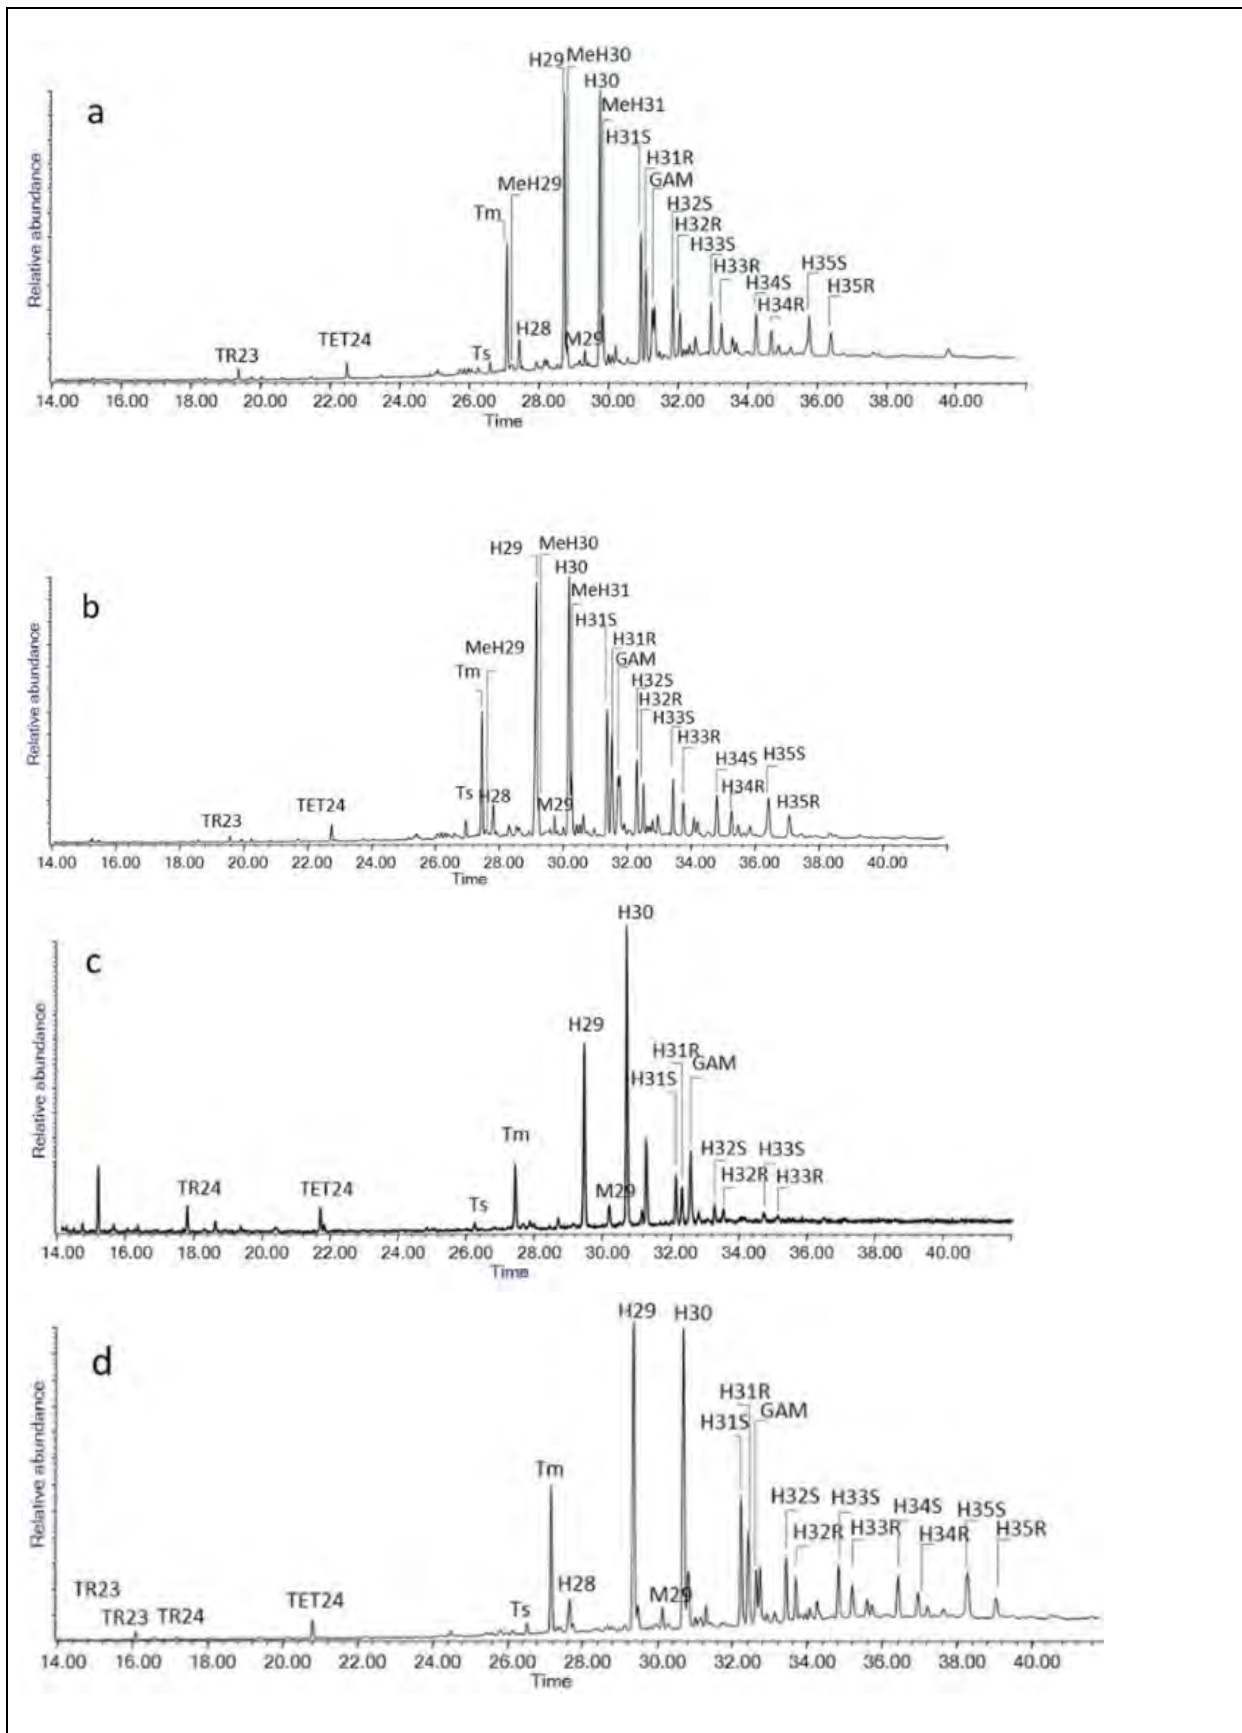 H29 MeH30
H30
MeH31
a
H31S
H31R
MeH29 GAM
Tm H32S
H32R
H33S
H33R H35S
H34S H35R
H34R
H28
TET24 M29
TR23 Ts
Relative abundance
14.00 16.00 18.00 20.00 22.00 24.00 26.00 28.00 30.00 32.00 34.00 36.00 38.00 40.00
Time
H29 MeH30
H30
MeH31
b
H31S
H31R
MeH29 GAM
Tm H32S
H32R
H33S
H33R
H34S H35S
H34R
Ts H28 M29 H35R
TET24
TR23
Relative abundance
14.00 16.00 18.00 20.00 22.00 24.00 26.00 28.00 30.00 32.00 34.00 36.00 38.00 40.00
Time
H30
c
H29
H31R
GAM
H31S
Tm
H32S H33S
TR24 TET24 Ts M29 H32R H33R
Relative abundance
14.00 16.00 18.00 20.00 22.00 24.00 26.00 28.00 30.00 32.00 34.00 36.00 38.00 40.00
Time
H29 H30
d
H31R
H31S GAM
Tm
H32S H33S H34S H35S
H32R H33R H34R H35R
H28
TR23 TET24 M29
TR23 TR24 Ts
Relative abundance
14.00 16.00 18.00 20.00 22.00 24.00 26.00 28.00 30.00 32.00 34.00 36.00 38.00 40.00
Time